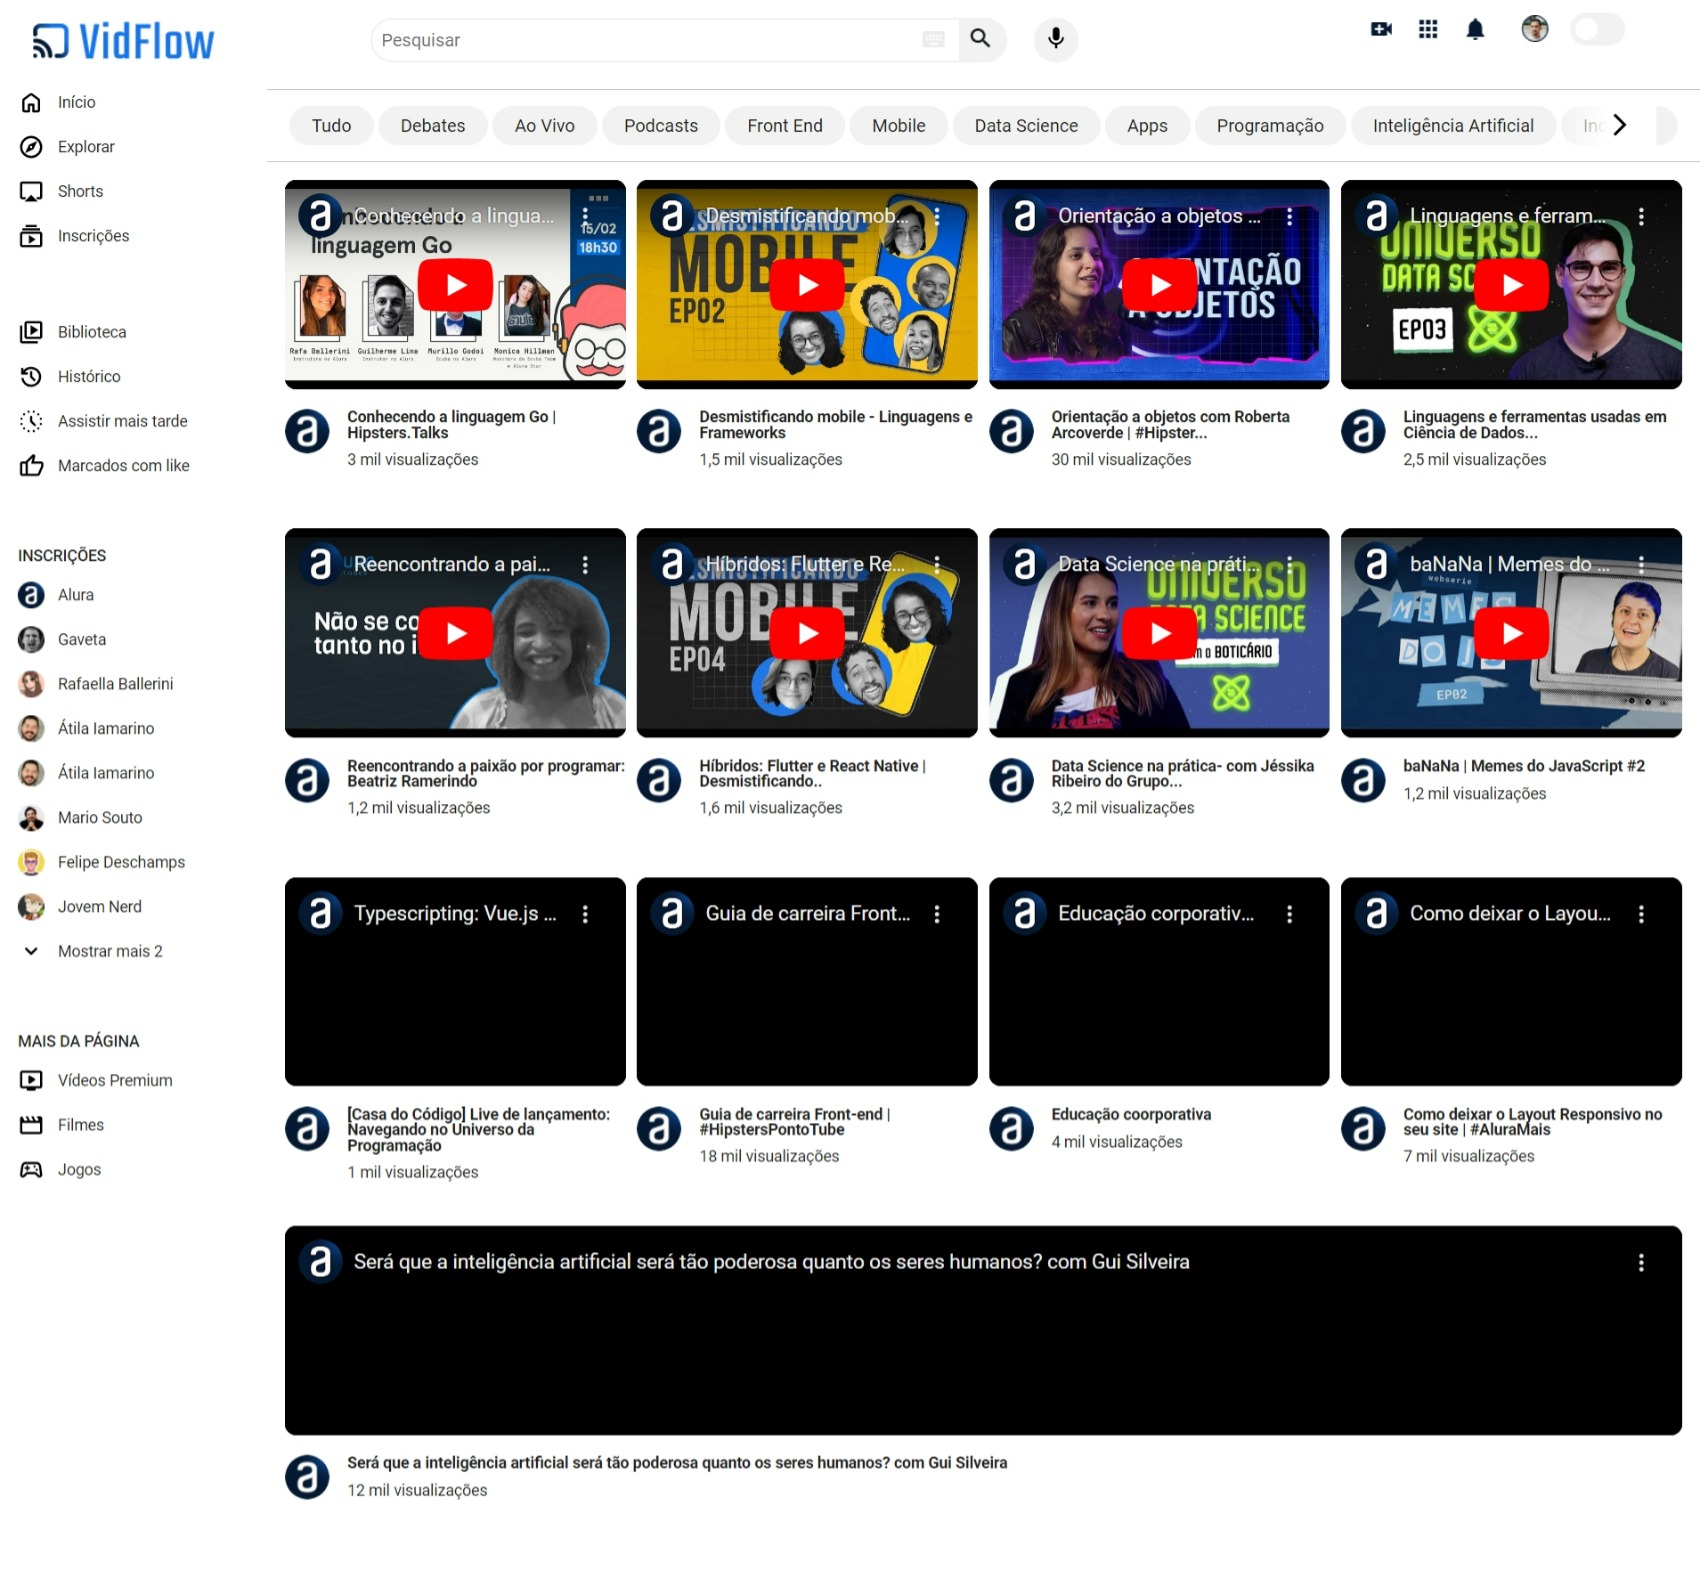 VidFlow
Pesquisar
Início
Explorar
Shorts
Inscrições
Biblioteca
Histórico
Assistir mais tarde
Marcados com like
INSCRIÇÕES
Alura
Gaveta
Rafaella Ballerini
Átila Iamarino
Átila Iamarino
Mario Souto
Felipe Deschamps
Jovem Nerd
Mostrar mais 2
MAIS DA PÁGINA
Vídeos Premium
Filmes
Jogos
Tudo
Debates
Ao Vivo
Podcasts
Front End
Mobile
Data Science
Apps
Programação
Inteligência Artificial
Conhecendo a lingua...
linguagem Go
15/02
18h30
Rafa Ballerini
Guilherme Lima
Murillo Godoi
Monica Hillman
Conhecendo a linguagem Go |
Hipsters.Talks
3 mil visualizações
Desmistificando mob...
DESMISTIFICANDO
MOBILE
EP02
Desmistificando mobile - Linguagens e
Frameworks
1,5 mil visualizações
Orientação a objetos ...
ORIENTAÇÃO
A OBJETOS
Orientação a objetos com Roberta
Arcoverde | #Hipster...
30 mil visualizações
Linguagens e ferram...
UNIVERSO
DATA SC
EP03
Linguagens e ferramentas usadas em
Ciência de Dados...
2,5 mil visualizações
Reencontrando a pai...
Não se co
tanto no i
Reencontrando a paixão por programar:
Beatriz Ramerindo
1,2 mil visualizações
Híbridos: Flutter e Re...
DESMISTIFICANDO
MOBILE
EP04
Híbridos: Flutter e React Native |
Desmistificando..
1,6 mil visualizações
Data Science na práti...
UNIVERSO
DATA SCIENCE
m o BOTICÁRIO
Data Science na prática- com Jéssika
Ribeiro do Grupo...
3,2 mil visualizações
baNaNa | Memes do ...
webserie
MEMES
DO JS
EP02
baNaNa | Memes do JavaScript #2
1,2 mil visualizações
Typescripting: Vue.js ...
[Casa do Código] Live de lançamento:
Navegando no Universo da
Programação
1 mil visualizações
Guia de carreira Front...
Guia de carreira Front-end |
#HipstersPontoTube
18 mil visualizações
Educação corporativ...
Educação coorporativa
4 mil visualizações
Como deixar o Layou...
Como deixar o Layout Responsivo no
seu site | #AluraMais
7 mil visualizações
Será que a inteligência artificial será tão poderosa quanto os seres humanos? com Gui Silveira
Será que a inteligência artificial será tão poderosa quanto os seres humanos? com Gui Silveira
12 mil visualizações